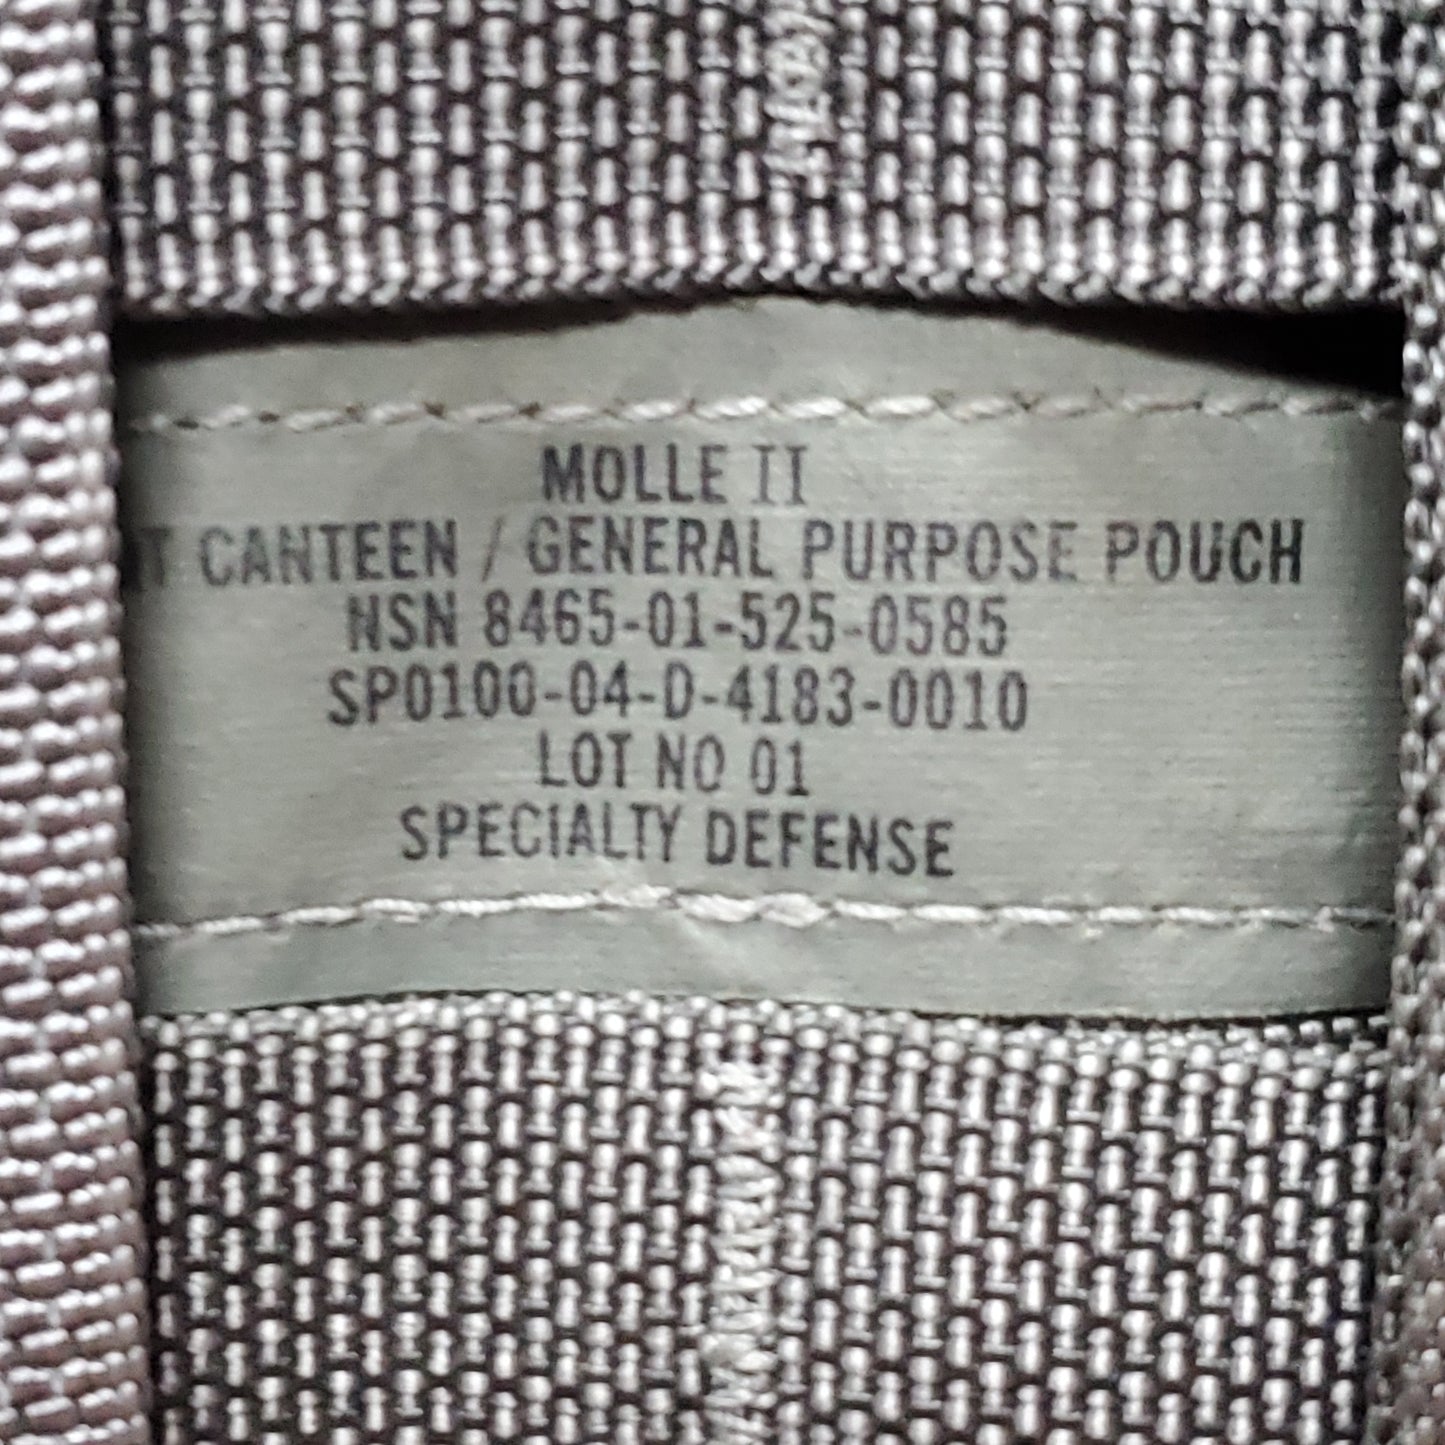 MOLLE II
T CANTEEN / GENERAL PURPOSE POUCH
NSN 8465-01-525-0585
SP0100-04-D-4183-0010
LOT NO 01
SPECIALTY DEFENSE